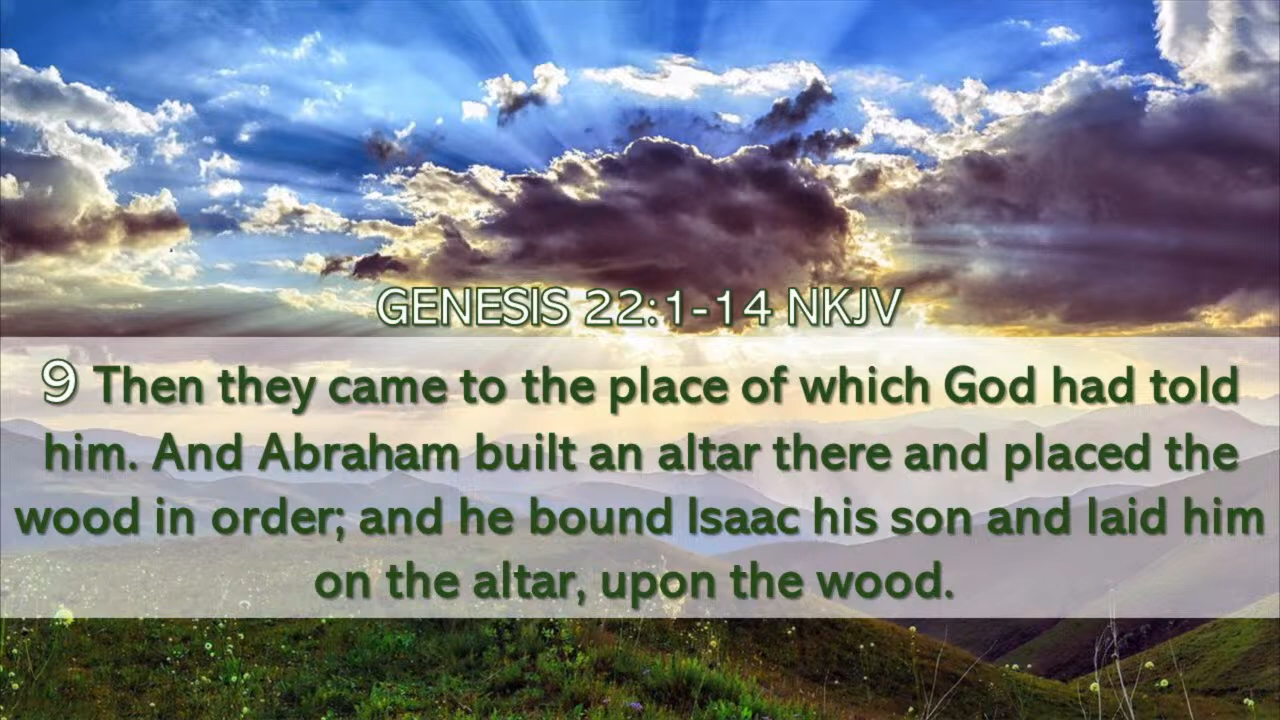 GENESIS 22:1-14 NKJV
9 Then they came to the place of which God had told
him. And Abraham built an altar there and placed the
wood in order; and he bound Isaac his son and laid him
on the altar, upon the wood.